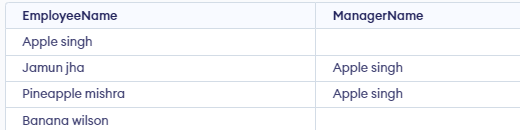 EmployeeName ManagerName
Apple singh
Jamun jha Apple singh
Pineapple mishra Apple singh
Banana wilson